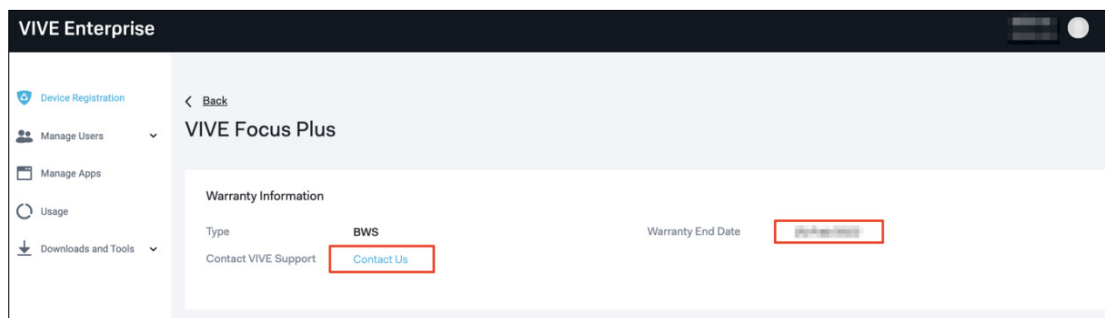 VIVE Enterprise
Device Registration
Manage Users
Manage Apps
Usage
Downloads and Tools
Back
VIVE Focus Plus
Warranty Information
Type BWS Warranty End Date
Contact VIVE Support Contact Us